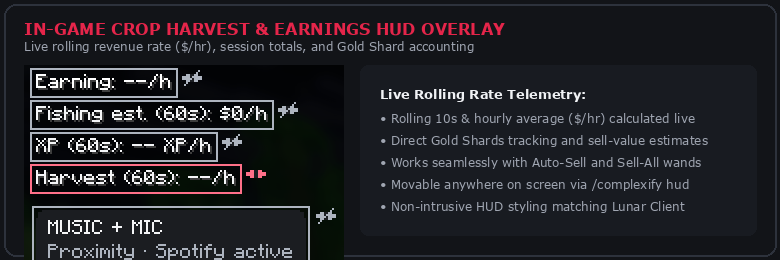 IN-GAME CROP HARVEST & EARNINGS HUD OVERLAY
Live rolling revenue rate ($/hr), session totals, and Gold Shard accounting
Earning: --/h
Fishing est. (60s): $0/h
XP (60s): -- XP/h
Harvest (60s): --/h
MUSIC + MIC
Proximity · Spotify active
Live Rolling Rate Telemetry:
• Rolling 10s & hourly average ($/hr) calculated live
• Direct Gold Shards tracking and sell-value estimates
• Works seamlessly with Auto-Sell and Sell-All wands
• Movable anywhere on screen via /complexify hud
• Non-intrusive HUD styling matching Lunar Client